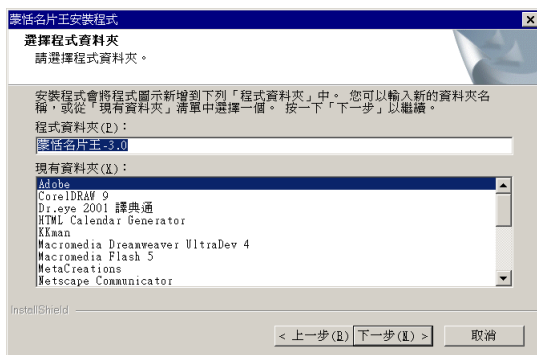 蒙恬名片王安裝程式
選擇程式資料夾
請選擇程式資料夾。
安裝程式會將程式圖示新增到下列「程式資料夾」中。 您可以輸入新的資料夾名
稱，或從「現有資料夾」清單中選擇一個。 按一下「下一步」以繼續。
程式資料夾(P)：
蒙恬名片王-3.0
現有資料夾(X)：
Adobe
CorelDRAW 9
Dr.eye 2001 譯典通
HTML Calendar Generator
KKman
Macromedia Dreamweaver UltraDev 4
Macromedia Flash 5
MetaCreations
Netscape Communicator
InstallShield
< 上一步(B) 下一步(N) > 取消